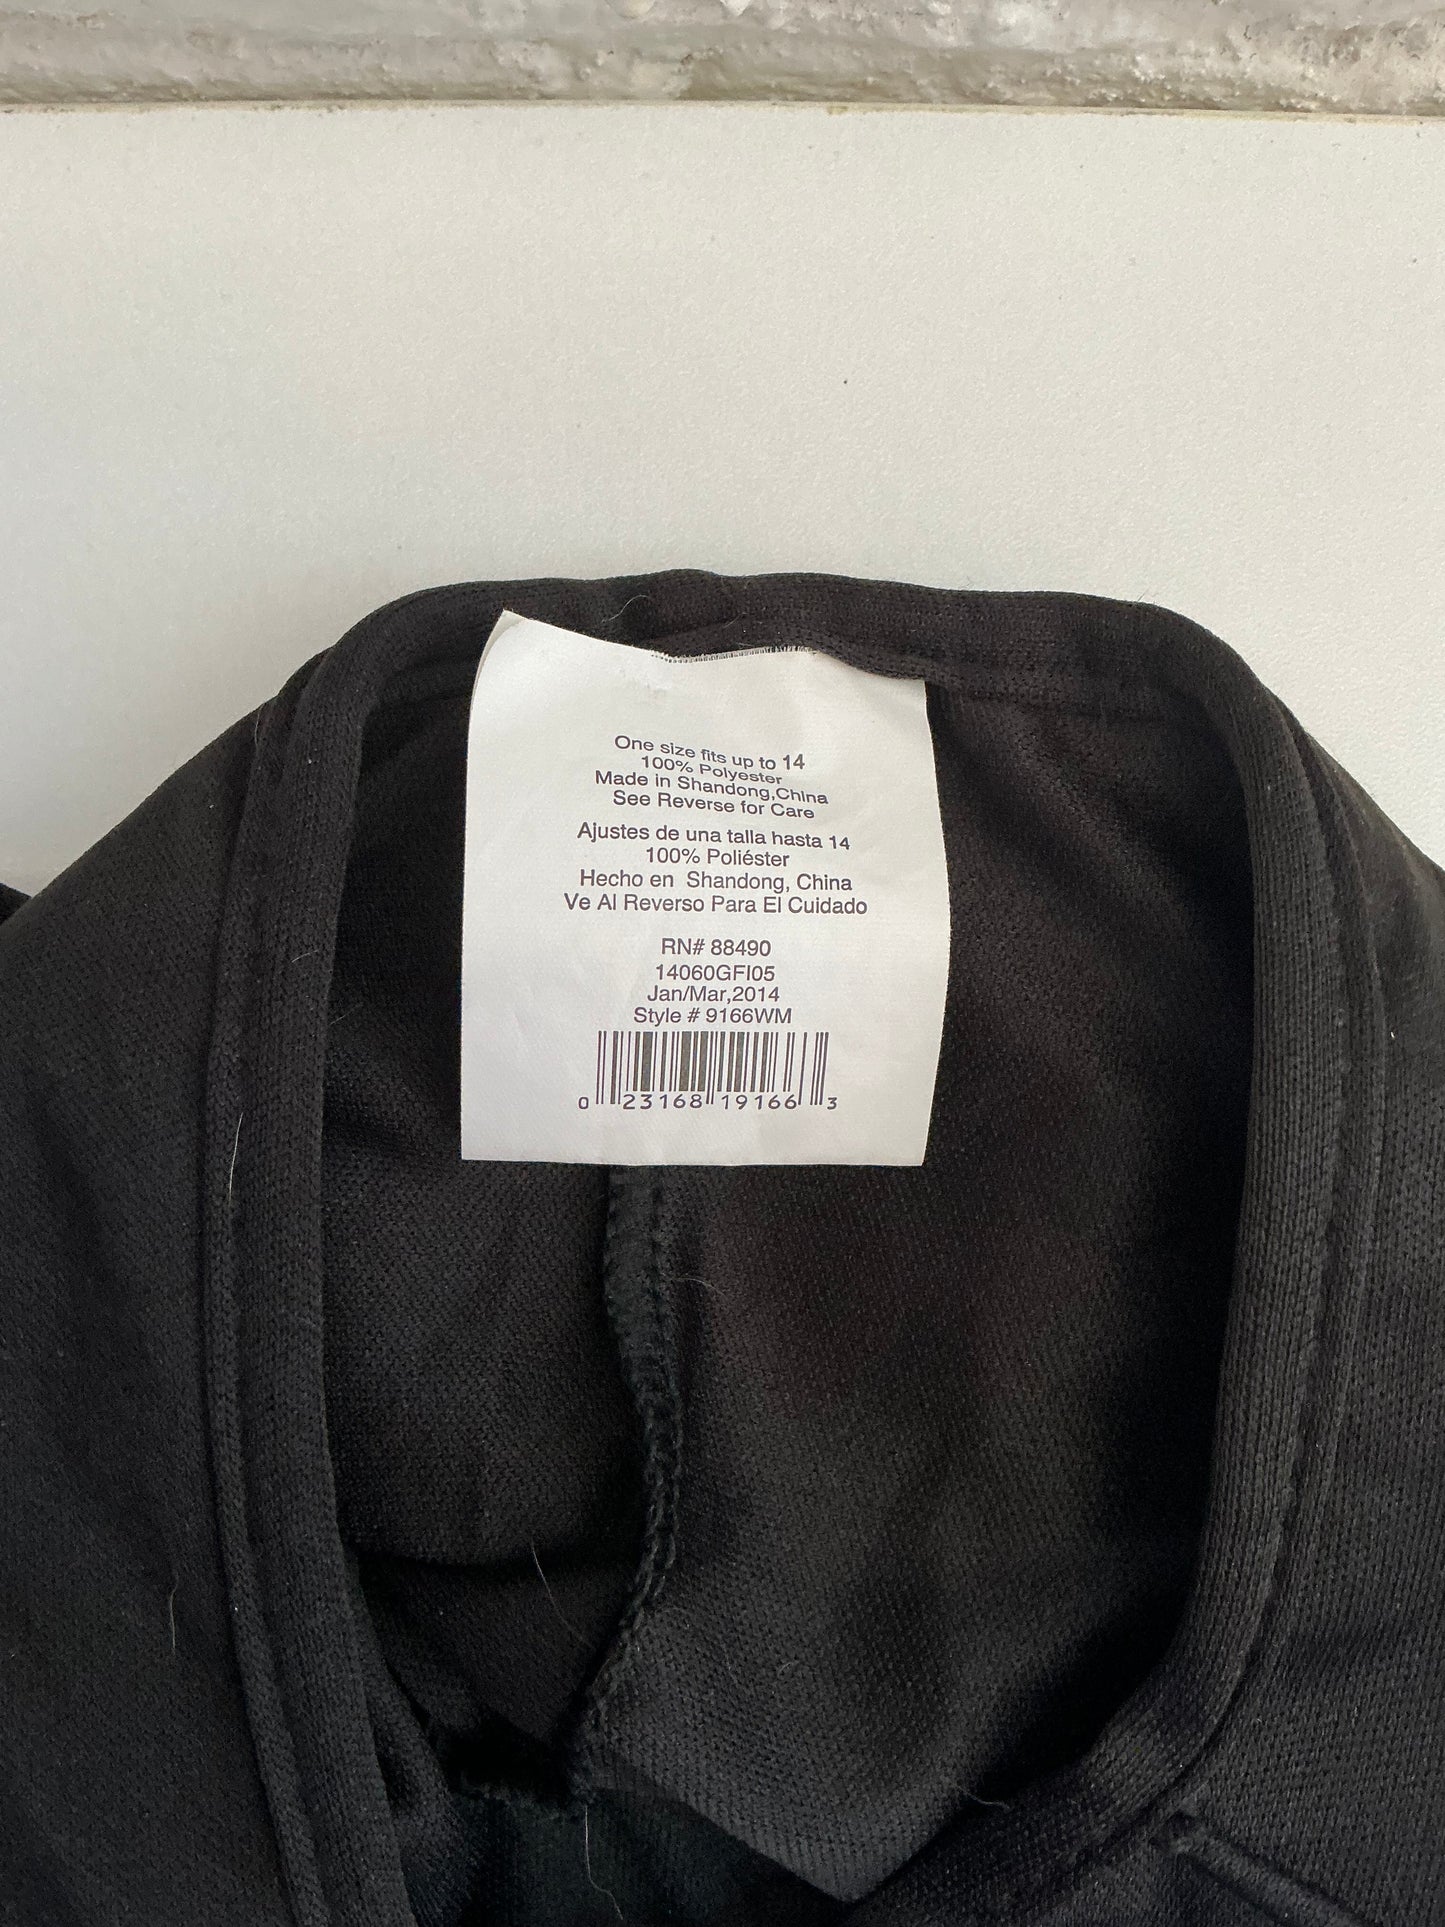 One size fits up to 14
100% Polyester
Made in Shandong,China
See Reverse for Care
Ajustes de una talla hasta 14
100% Poliéster
Hecho en Shandong, China
Ve Al Reverso Para El Cuidado
RN# 88490
14060GFI05
Jan/Mar,2014
Style # 9166WM
0 23168 19166 3